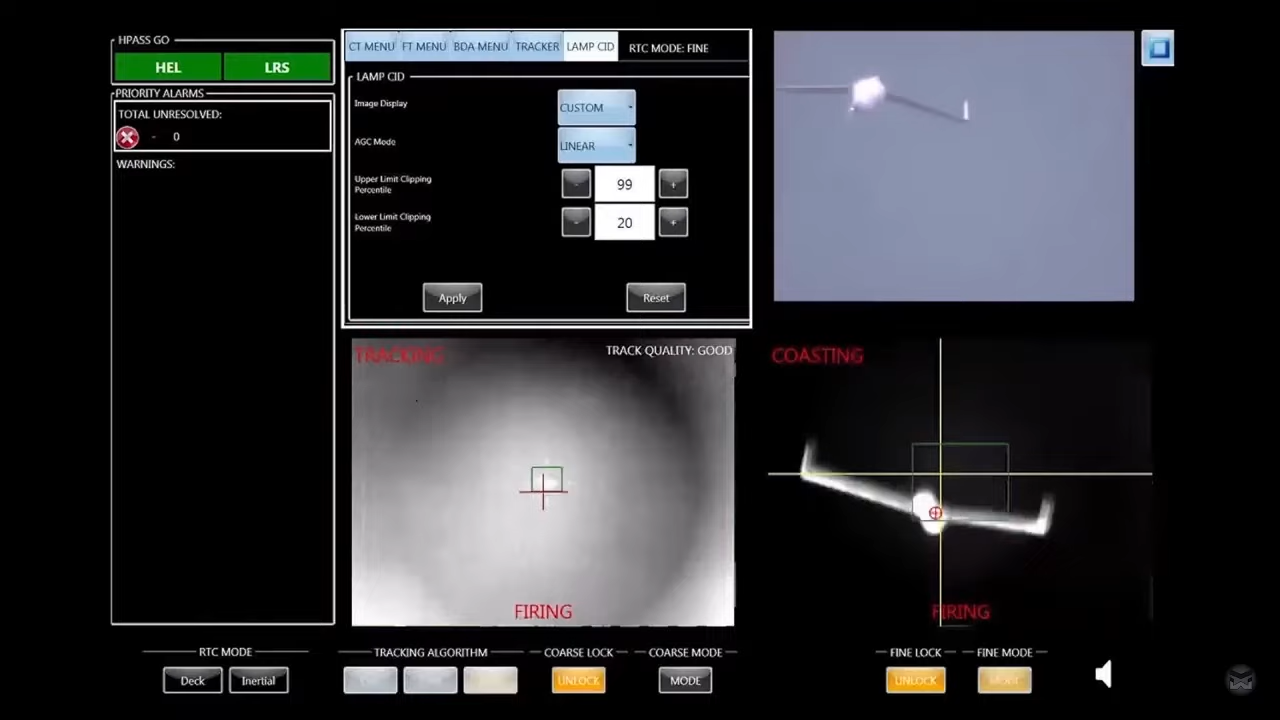 HPASS GO
HEL
LRS
PRIORITY ALARMS
TOTAL UNRESOLVED:
- 0
WARNINGS:
CT MENU
FT MENU
BDA MENU
TRACKER
LAMP CID
RTC MODE: FINE
LAMP CID
Image Display
CUSTOM
AGC Mode
LINEAR
Upper Limit Clipping
Percentile
- 99 +
Lower Limit Clipping
Percentile
- 20 +
Apply
Reset
TRACKING
TRACK QUALITY: GOOD
FIRING
COASTING
FIRING
RTC MODE
Deck
Inertial
TRACKING ALGORITHM
COARSE LOCK
UNLOCK
COARSE MODE
MODE
FINE LOCK
UNLOCK
FINE MODE
MODE